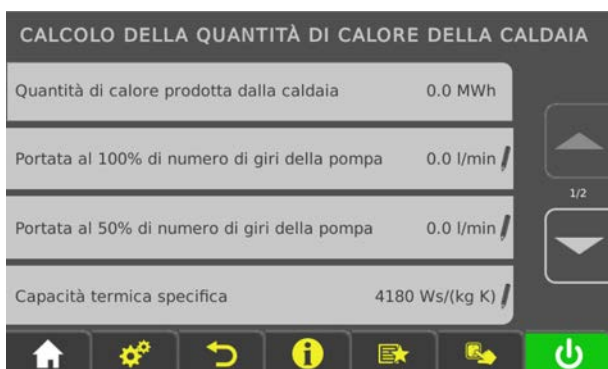 CALCOLO DELLA QUANTITÀ DI CALORE DELLA CALDAIA
Quantità di calore prodotta dalla caldaia 0.0 MWh
Portata al 100% di numero di giri della pompa 0.0 l/min
1/2
Portata al 50% di numero di giri della pompa 0.0 l/min
Capacità termica specifica 4180 Ws/(kg K)